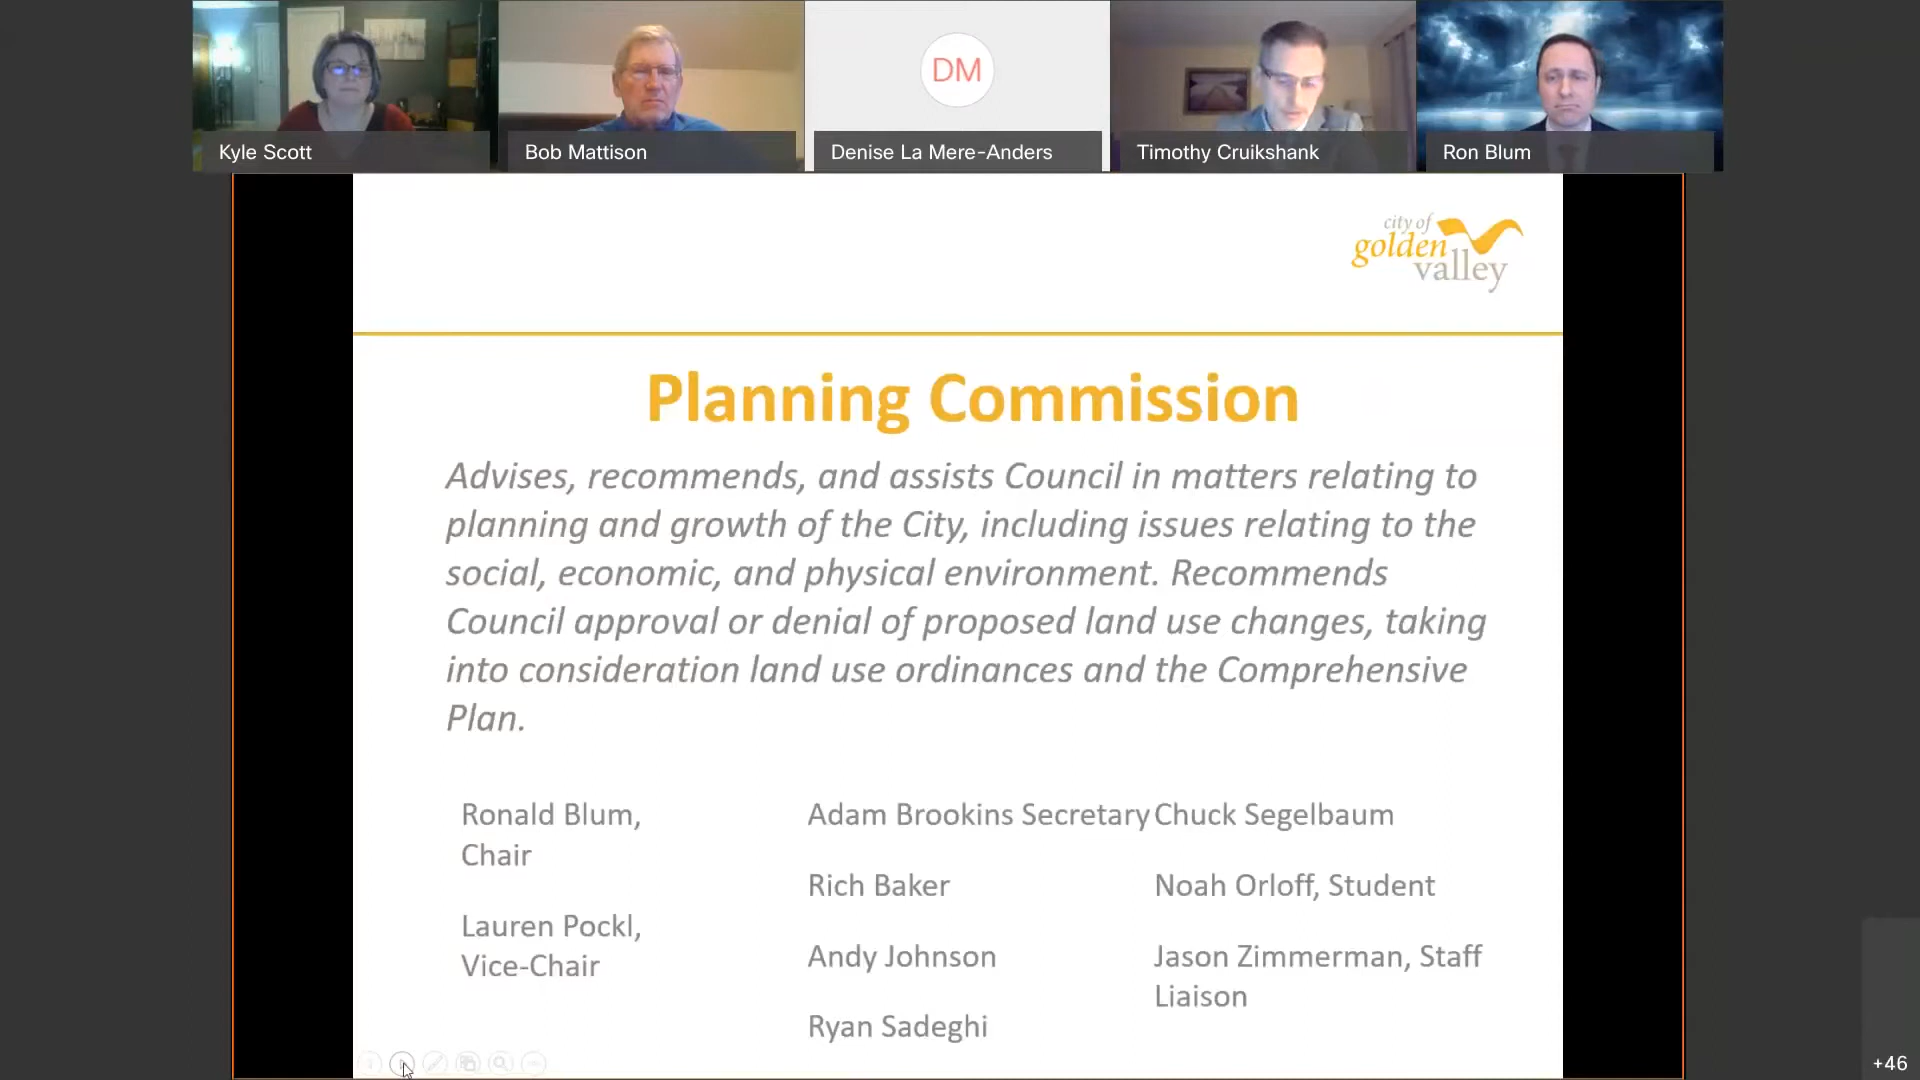 Kyle Scott
Bob Mattison
DM
Denise La Mere-Anders
Timothy Cruikshank
Ron Blum
city of
golden
valley
Planning Commission
Advises, recommends, and assists Council in matters relating to
planning and growth of the City, including issues relating to the
social, economic, and physical environment. Recommends
Council approval or denial of proposed land use changes, taking
into consideration land use ordinances and the Comprehensive
Plan.
Ronald Blum,
Chair
Lauren Pockl,
Vice-Chair
Adam Brookins Secretary
Rich Baker
Andy Johnson
Ryan Sadeghi
Chuck Segelbaum
Noah Orloff, Student
Jason Zimmerman, Staff
Liaison
+46